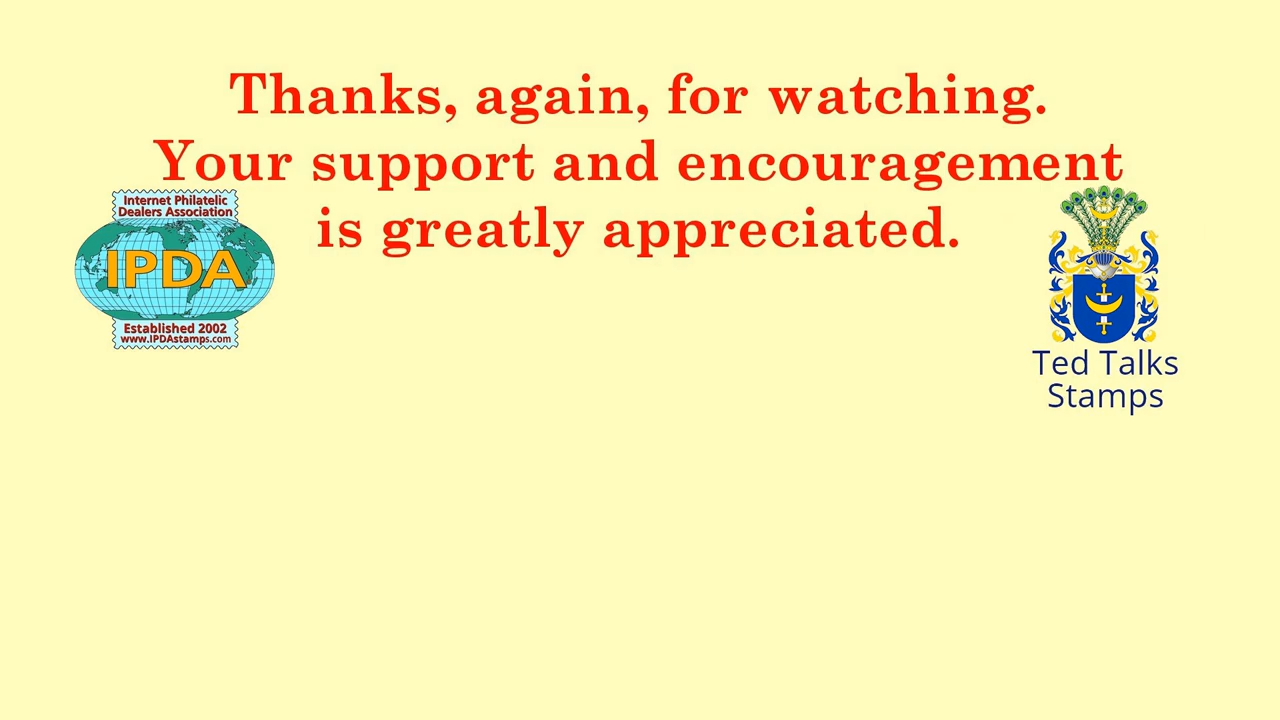 Thanks, again, for watching.
Your support and encouragement
is greatly appreciated.
Internet Philatelic
Dealers Association
IPDA
Established 2002
www.IPDAstamps.com
Ted Talks
Stamps